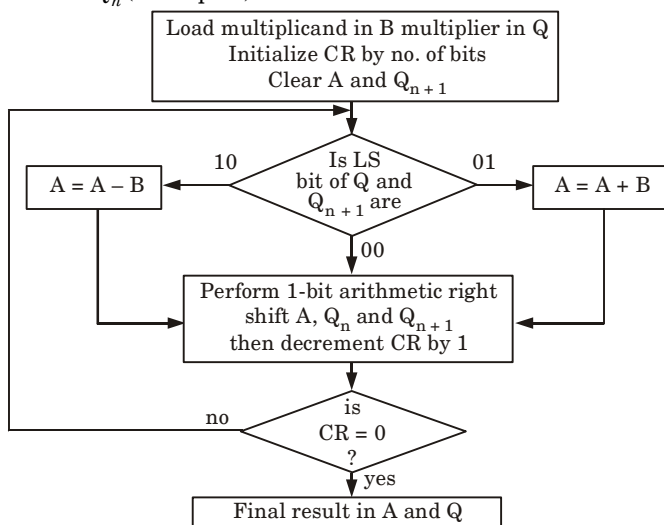 Load multiplicand in B multiplier in Q
Initialize CR by no. of bits
Clear A and Qn + 1
10
Is LS
bit of Q and
Qn + 1 are
01
A = A – B
A = A + B
00
Perform 1-bit arithmetic right
shift A, Qn and Qn + 1
then decrement CR by 1
no
is
CR = 0
?
yes
Final result in A and Q